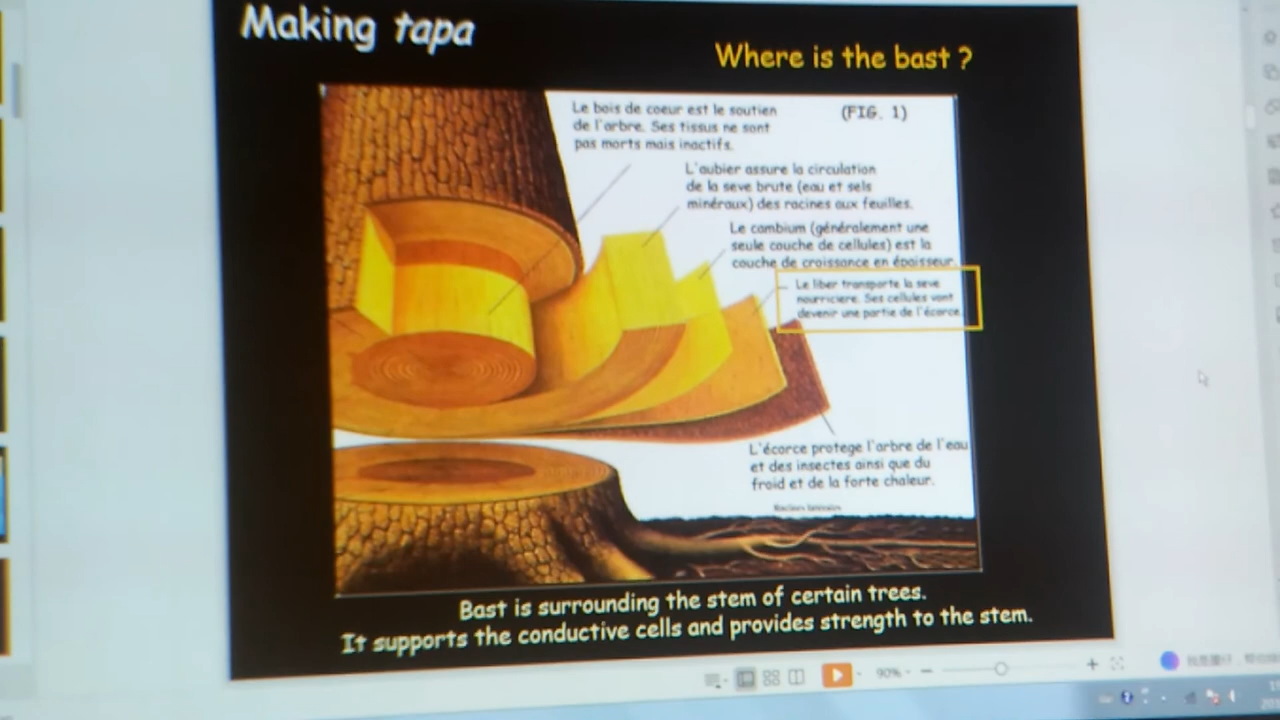 Making tapa
Where is the bast ?
Le bois de coeur est le soutien
de l'arbre. Ses tissus ne sont
pas morts mais inactifs.
(FIG. 1)
L'aubier assure la circulation
de la seve brute (eau et sels
minéraux) des racines aux feuilles.
Le cambium (généralement une
seule couche de cellules) est la
couche de croissance en épaisseur.
Le liber transporte la seve
nourriciere. Ses cellules vont
devenir une partie de l'écorce.
L'écorce protege l'arbre de l'eau
et des insectes ainsi que du
froid et de la forte chaleur.
Racines laterales
Bast is surrounding the stem of certain trees.
It supports the conductive cells and provides strength to the stem.
90%